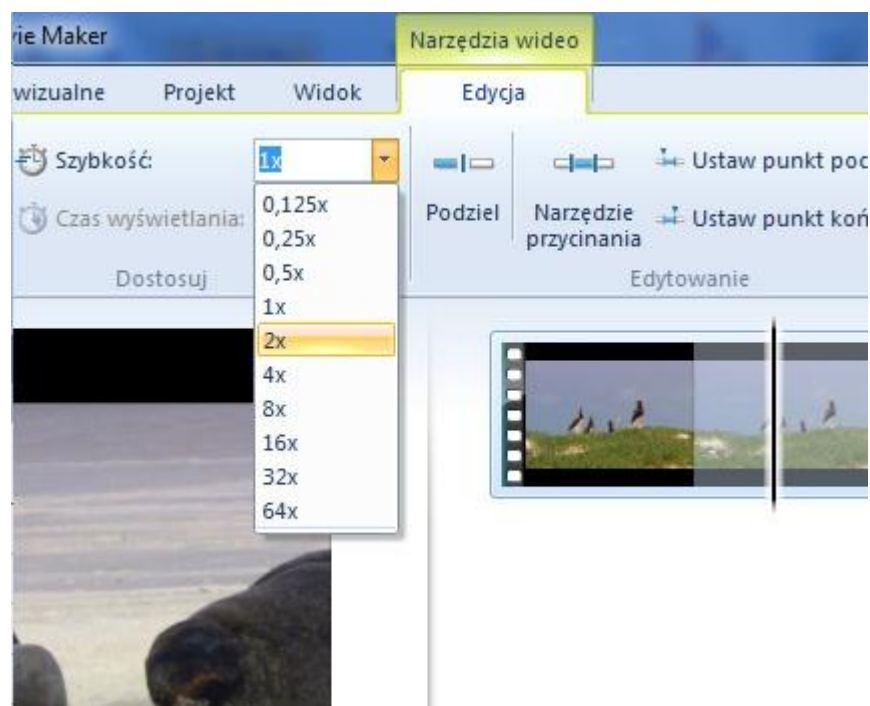 vie Maker
Narzędzia wideo
wizualne Projekt Widok Edycja
Szybkość: 1x
Czas wyświetlania:
Dostosuj
0,125x
0,25x
0,5x
1x
2x
4x
8x
16x
32x
64x
Podziel
Narzędzie
przycinania
Ustaw punkt poc
Ustaw punkt koń
Edytowanie